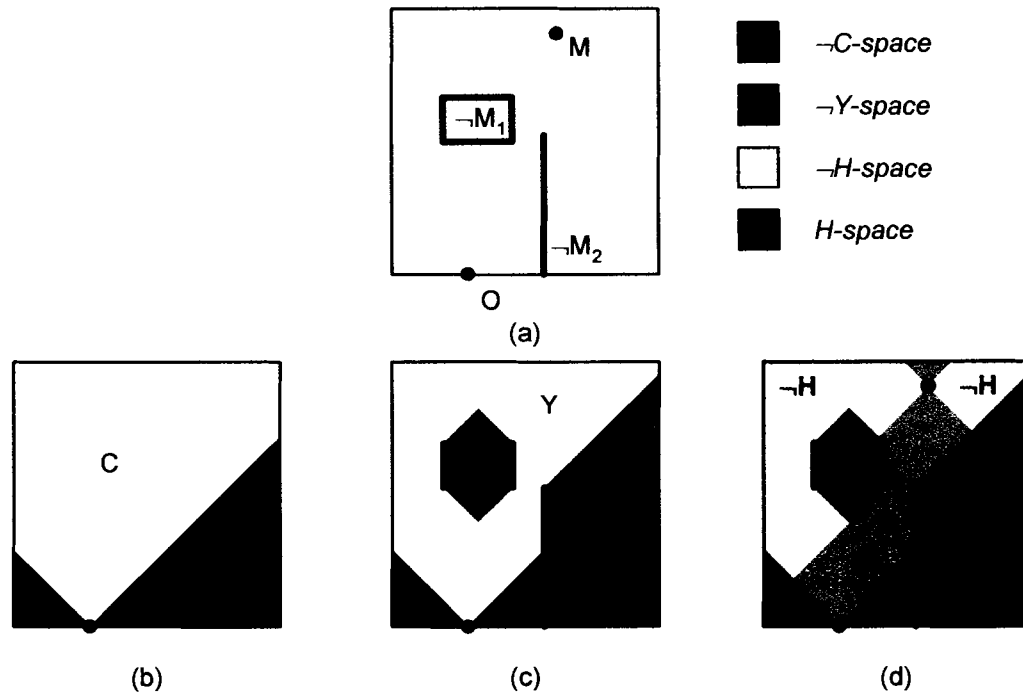 M
¬M1
¬M2
O
(a)
¬C-space
¬Y-space
¬H-space
H-space
C
(b)
Y
(c)
¬H
¬H
(d)